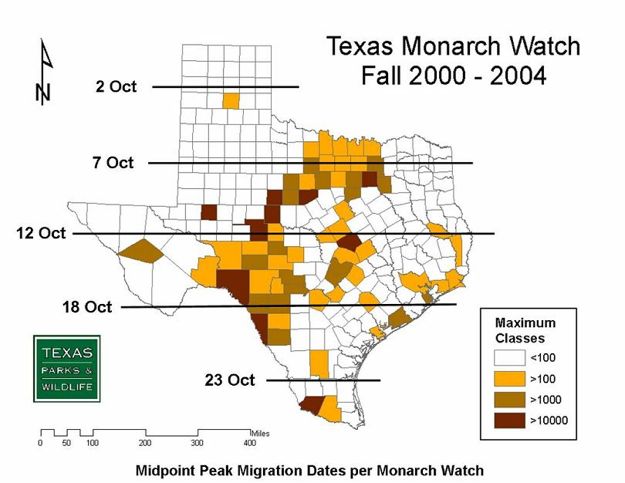 Texas Monarch Watch
Fall 2000 - 2004
N
2 Oct
7 Oct
12 Oct
18 Oct
23 Oct
Maximum
Classes
<100
>100
>1000
>10000
TEXAS
PARKS &
WILDLIFE
Miles
0 50 100 200 300 400
Midpoint Peak Migration Dates per Monarch Watch